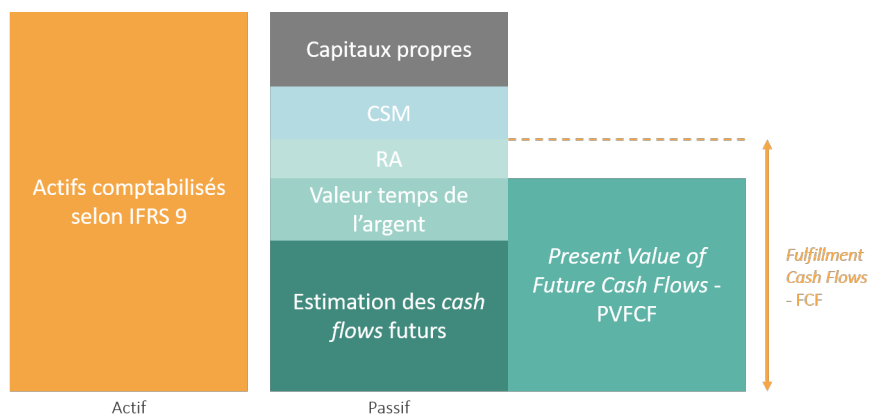 Capitaux propres
CSM
RA
Actifs comptabilisés
selon IFRS 9
Valeur temps de
l’argent
Estimation des cash
flows futurs
Present Value of
Future Cash Flows -
PVFCF
Fulfillment
Cash Flows
- FCF
Actif
Passif